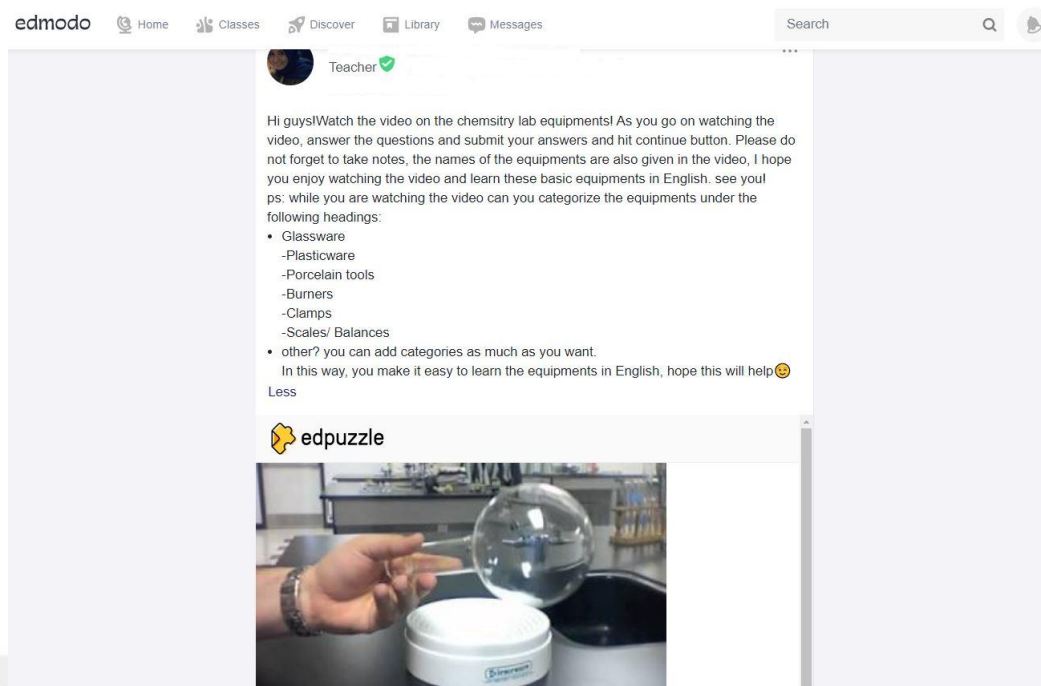 edmodo Home Classes Discover Library Messages Search
Teacher
Hi guys!Watch the video on the chemsitry lab equipments! As you go on watching the
video, answer the questions and submit your answers and hit continue button. Please do
not forget to take notes, the names of the equipments are also given in the video, I hope
you enjoy watching the video and learn these basic equipments in English. see you!
ps: while you are watching the video can you categorize the equipments under the
following headings:
• Glassware
-Plasticware
-Porcelain tools
-Burners
-Clamps
-Scales/ Balances
• other? you can add categories as much as you want.
In this way, you make it easy to learn the equipments in English, hope this will help😉
Less
edpuzzle